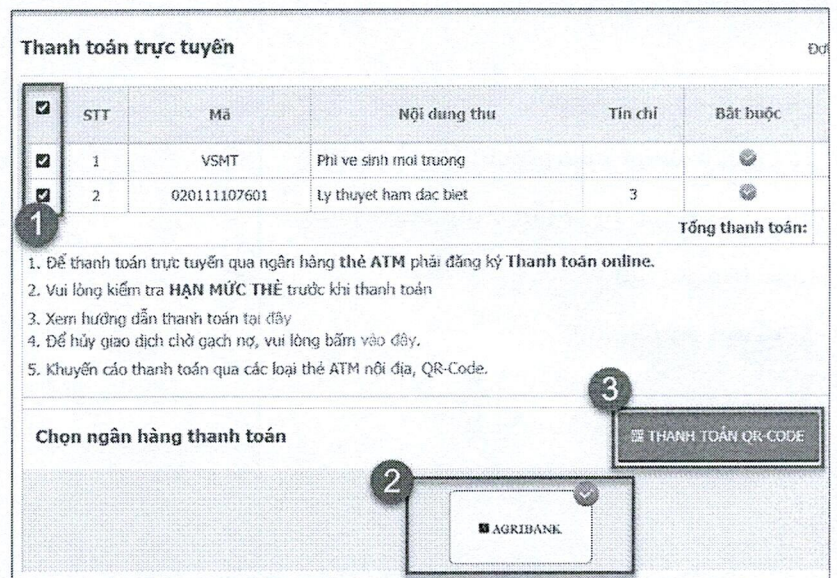 Thanh toán trực tuyến
Đơ
STT Mã Nội dung thu Tín chỉ Bắt buộc
1 VSMT Phi ve sinh moi truong
2 020111107601 Ly thuyet ham dac biet 3
1
Tổng thanh toán:
1. Để thanh toán trực tuyến qua ngân hàng thẻ ATM phải đăng ký Thanh toán online.
2. Vui lòng kiểm tra HẠN MỨC THẺ trước khi thanh toán
3. Xem hướng dẫn thanh toán tại đây
4. Để hủy giao dịch chờ gạch nợ, vui lòng bấm vào đây.
5. Khuyến cáo thanh toán qua các loại thẻ ATM nội địa, QR-Code.
3
Chọn ngân hàng thanh toán
THANH TOÁN QR-CODE
2
AGRIBANK